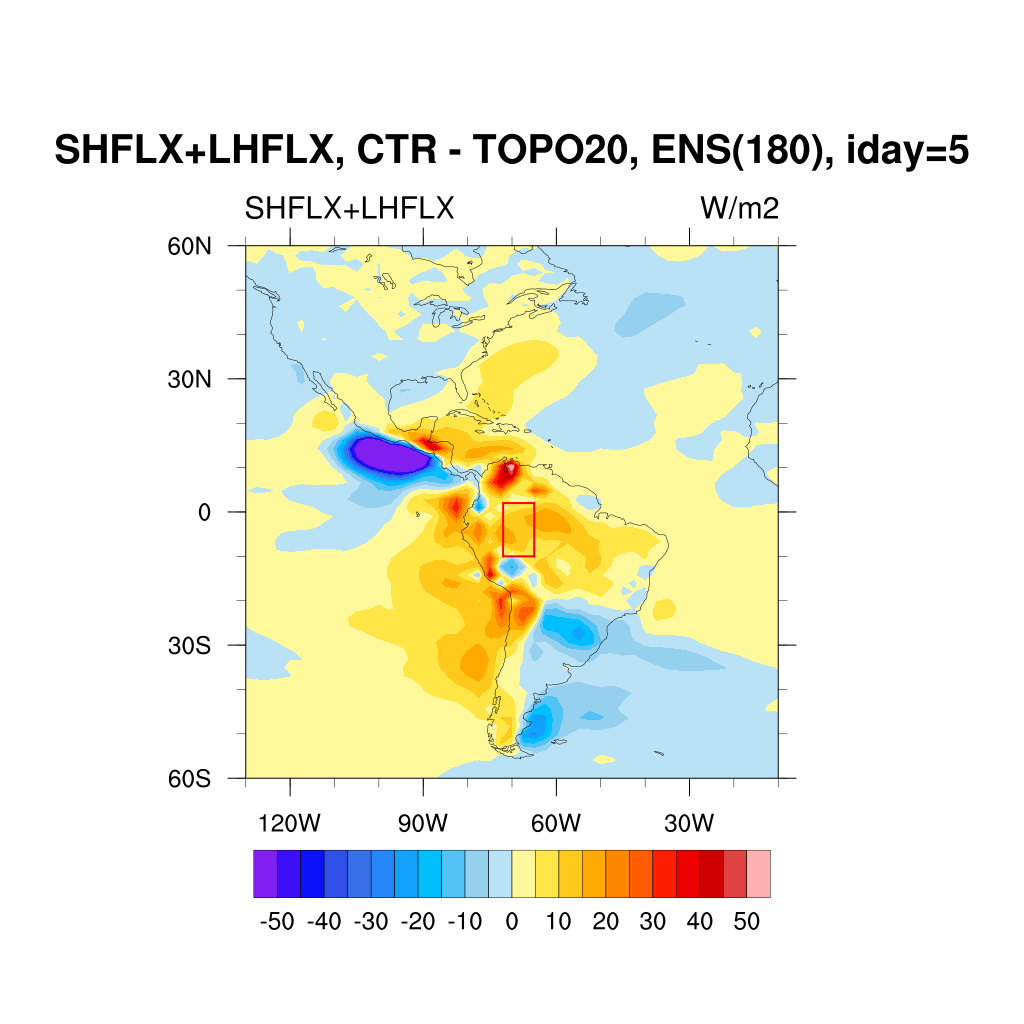 SHFLX+LHFLX, CTR - TOPO20, ENS(180), iday=5
SHFLX+LHFLX W/m2
60N
30N
0
30S
60S
120W 90W 60W 30W
-50 -40 -30 -20 -10 0 10 20 30 40 50